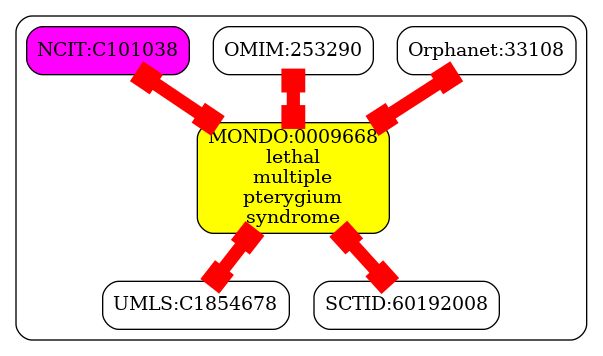 NCIT:C101038
OMIM:253290
Orphanet:33108
MONDO:0009668
lethal
multiple
pterygium
syndrome
UMLS:C1854678
SCTID:60192008